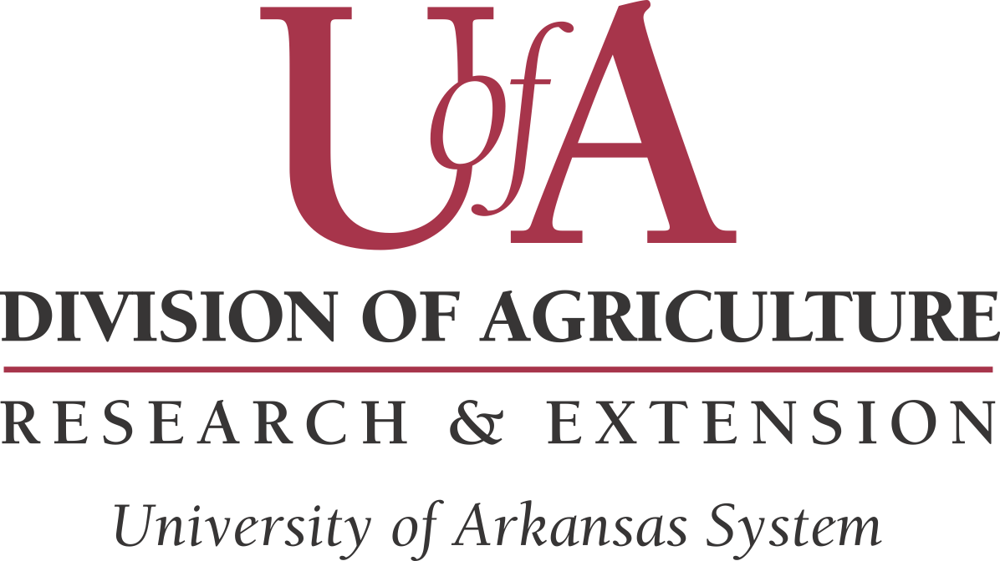 UofA
DIVISION OF AGRICULTURE
RESEARCH & EXTENSION
University of Arkansas System